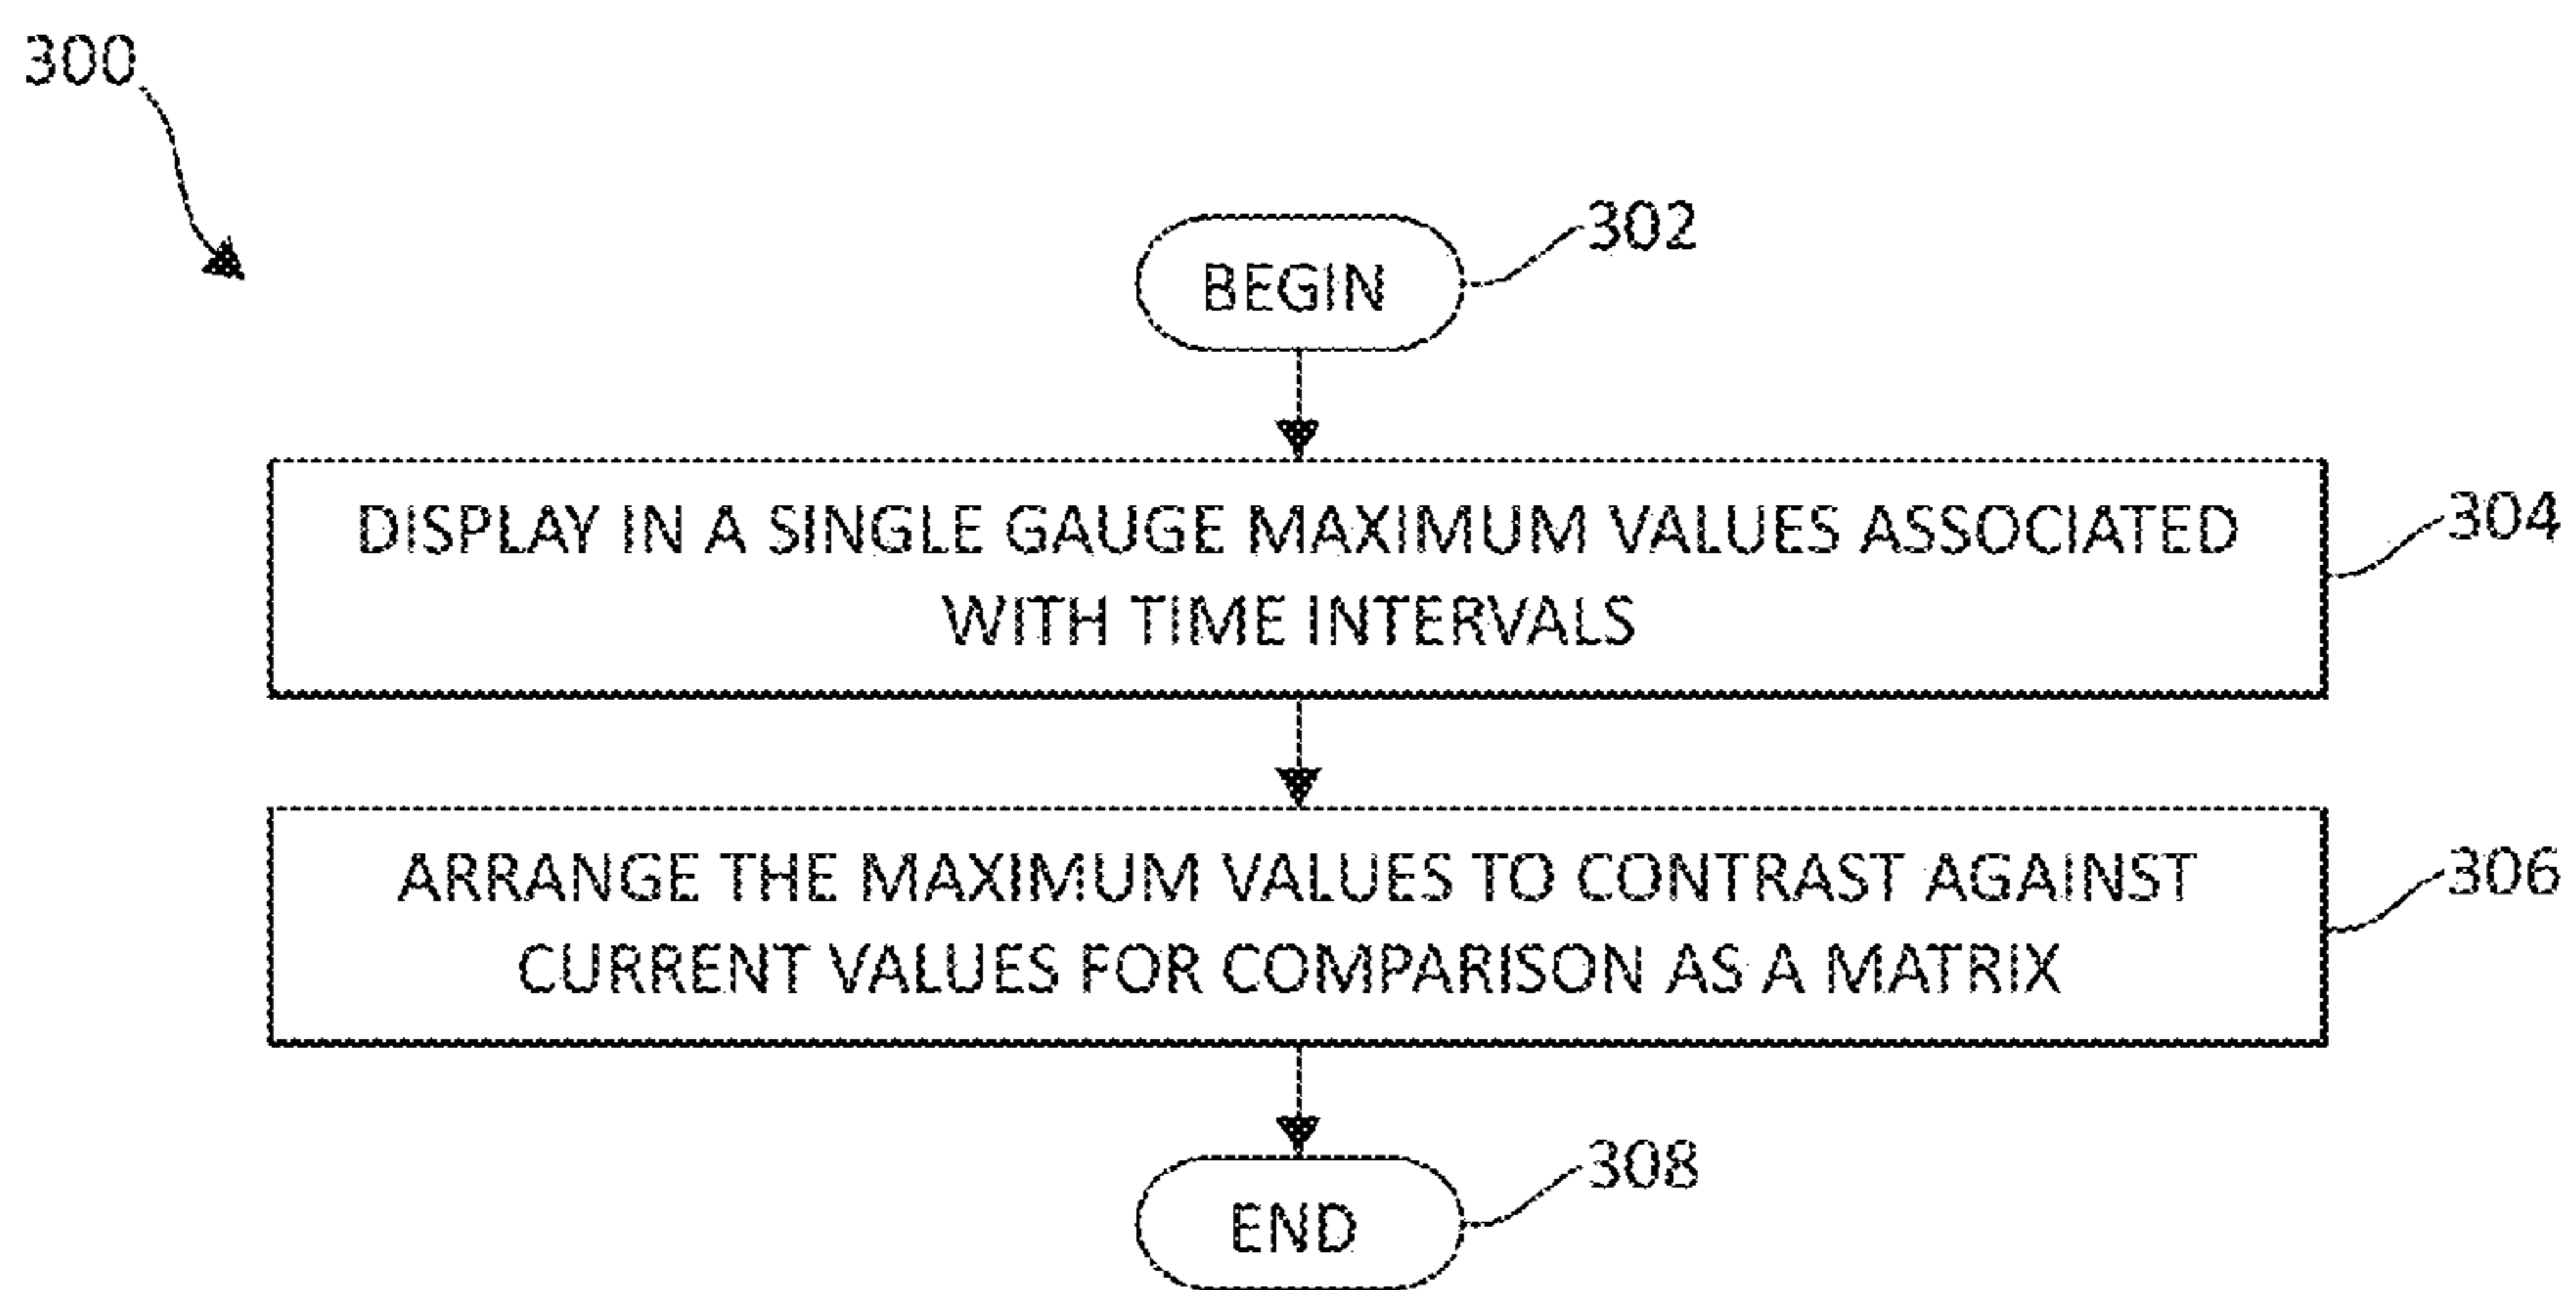 300
302
BEGIN
304
DISPLAY IN A SINGLE GAUGE MAXIMUM VALUES ASSOCIATED
WITH TIME INTERVALS
306
ARRANGE THE MAXIMUM VALUES TO CONTRAST AGAINST
CURRENT VALUES FOR COMPARISON AS A MATRIX
308
END